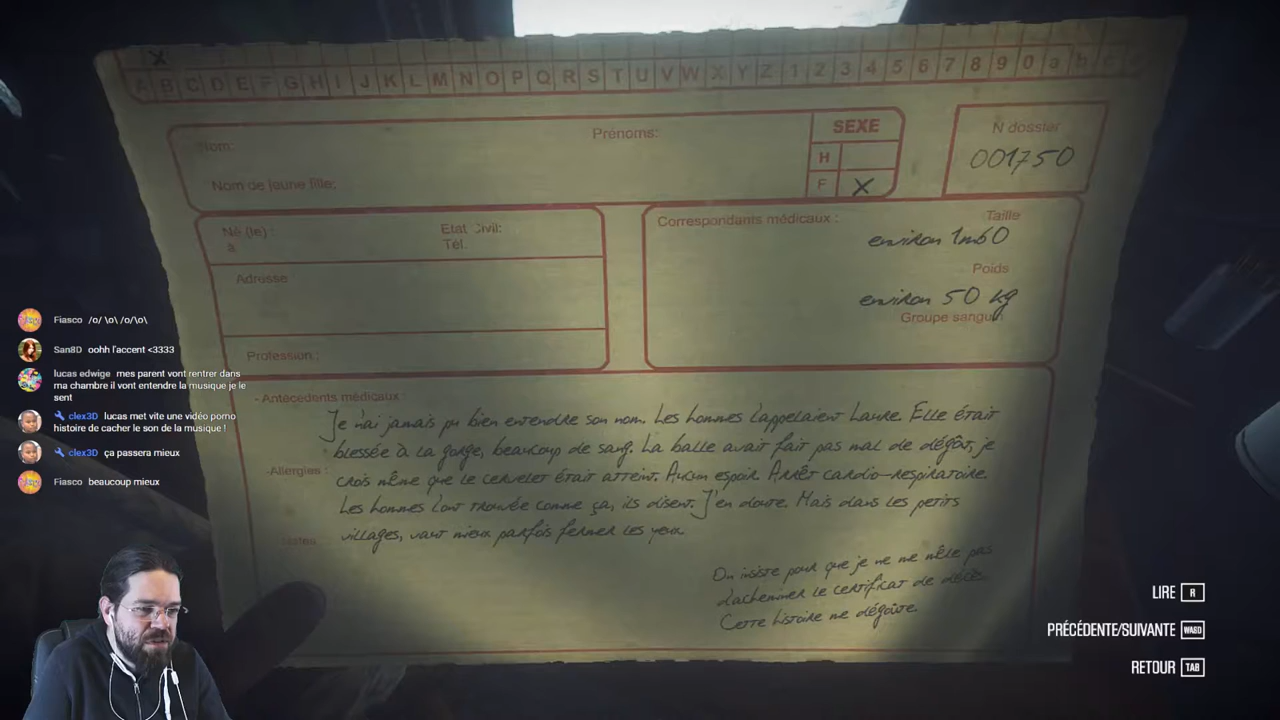 X
A B C D E F G H I J K L M N O P Q R S T U V W X Y Z 1 2 3 4 5 6 7 8 9 0 a b c
Nom:
Prénoms:
Nom de jeune fille:
SEXE
H
F X
N dossier
001750
Né (le) :
à
Etat Civil:
Tél.
Adresse
Profession :
Correspondants médicaux :
Taille
environ 1m60
Poids
environ 50 kg
Groupe sanguin
- Antécédents médicaux :
Je n'ai jamais pu bien entendre son nom. Les hommes l'appelaient Laure. Elle était
blessée à la gorge, beaucoup de sang. La balle avait fait pas mal de dégât, je
-Allergies :
crois même que le cervelet était atteint. Aucun espoir. Arrêt cardio-respiratoire.
Les hommes l'ont trouvée comme ça, ils disent. J'en doute. Mais dans les petits
villages, vaut mieux parfois fermer les yeux.
On insiste pour que je ne me mêle pas
d'acheminer le certificat de décès.
Cette histoire me dégoûte.
Fiasco /o/ \o\ /o/\o\
San8D oohh l'accent <3333
lucas edwige mes parent vont rentrer dans
ma chambre il vont entendre la musique je le
sent
clex3D lucas met vite une vidéo porno
histoire de cacher le son de la musique !
clex3D ça passera mieux
Fiasco beaucoup mieux
LIRE R
PRÉCÉDENTE/SUIVANTE WASD
RETOUR TAB